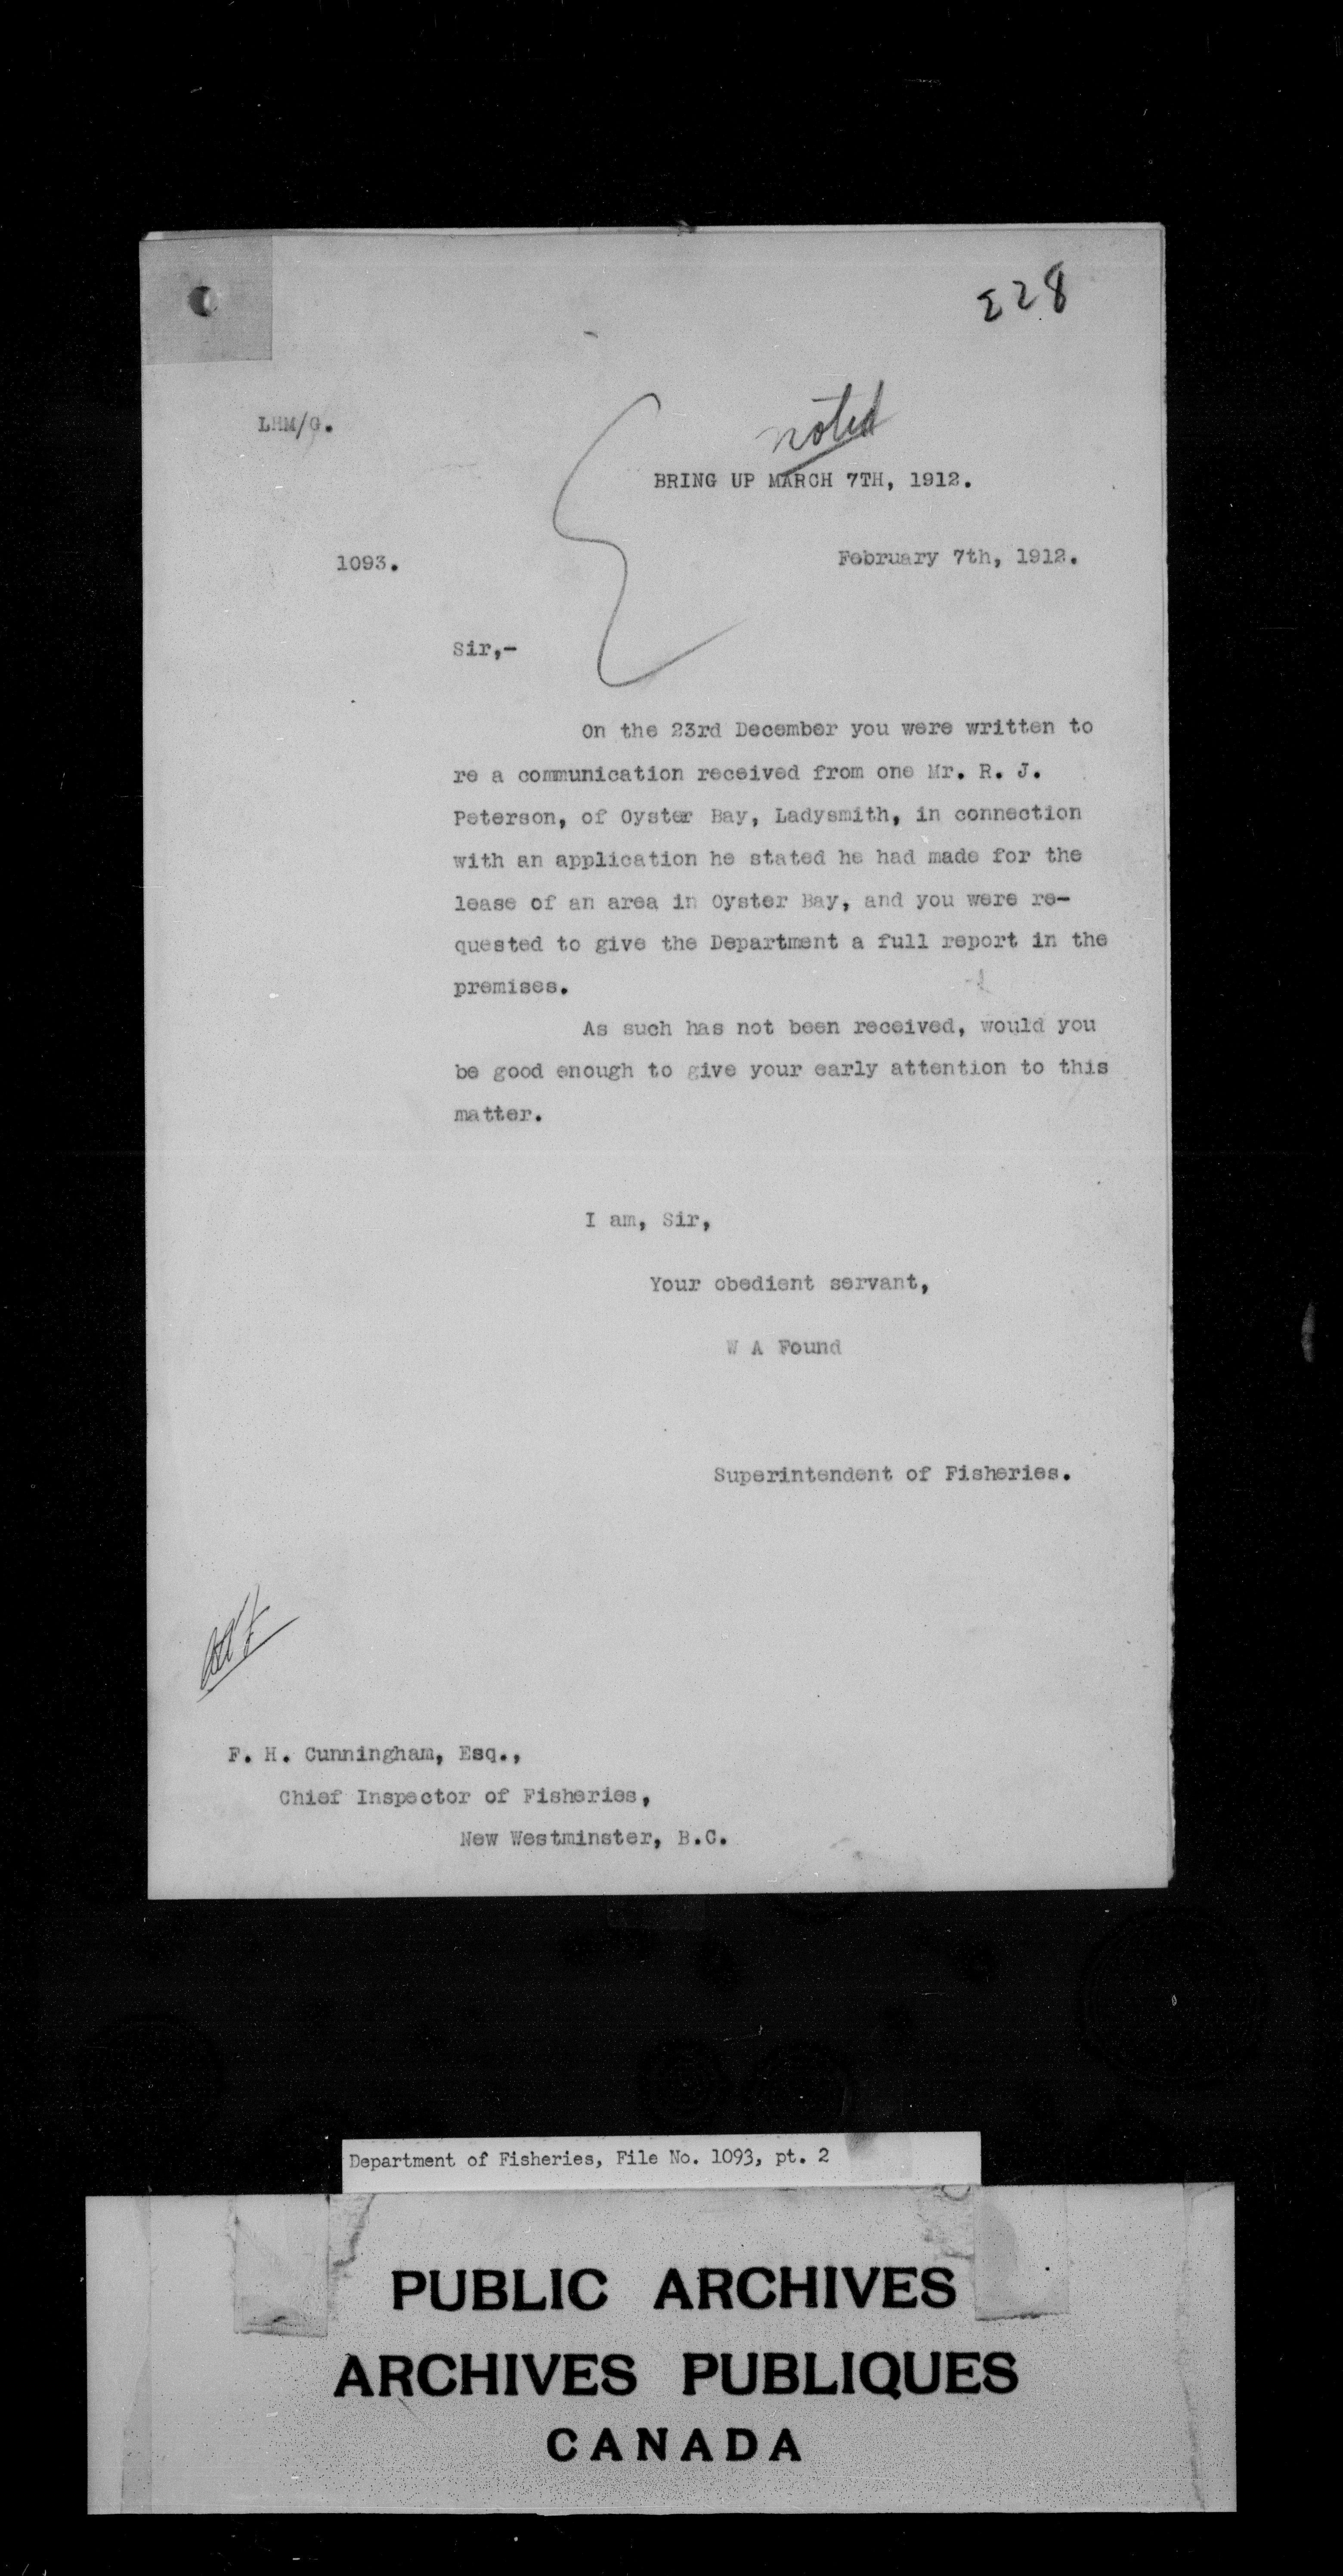 228
LHM/G.
noted
BRING UP MARCH 7TH, 1912.
1093.
February 7th, 1912.
Sir,-
On the 23rd December you were written to
re a communication received from one Mr. R. J.
Peterson, of Oyster Bay, Ladysmith, in connection
with an application he stated he had made for the
lease of an area in Oyster Bay, and you were re-
quested to give the Department a full report in the
premises.
As such has not been received, would you
be good enough to give your early attention to this
matter.
I am, Sir,
Your obedient servant,
W A Found
Superintendent of Fisheries.
F. H. Cunningham, Esq.,
Chief Inspector of Fisheries,
New Westminster, B.C.
Department of Fisheries, File No. 1093, pt. 2
PUBLIC ARCHIVES
ARCHIVES PUBLIQUES
CANADA